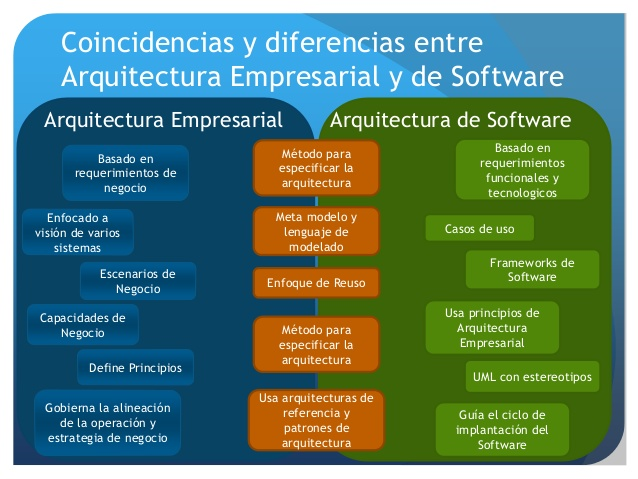 Coincidencias y diferencias entre
Arquitectura Empresarial y de Software
Arquitectura Empresarial
Basado en
requerimientos de
negocio
Enfocado a
visión de varios
sistemas
Escenarios de
Negocio
Capacidades de
Negocio
Define Principios
Gobierna la alineación
de la operación y
estrategia de negocio
Método para
especificar la
arquitectura
Meta modelo y
lenguaje de
modelado
Enfoque de Reuso
Método para
especificar la
arquitectura
Usa arquitecturas de
referencia y
patrones de
arquitectura
Arquitectura de Software
Basado en
requerimientos
funcionales y
tecnologicos
Casos de uso
Frameworks de
Software
Usa principios de
Arquitectura
Empresarial
UML con estereotipos
Guía el ciclo de
implantación del
Software